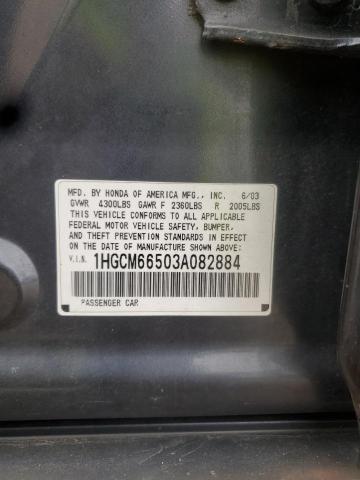 MFD. BY HONDA OF AMERICA MFG., INC. 6/03
GVWR 4300LBS GAWR F 2360LBS R 2005LBS
THIS VEHICLE CONFORMS TO ALL APPLICABLE
FEDERAL MOTOR VEHICLE SAFETY, BUMPER,
AND THEFT PREVENTION STANDARDS IN EFFECT
ON THE DATE OF MANUFACTURE SHOWN ABOVE.
V.I.N. 1HGCM66503A082884
PASSENGER CAR